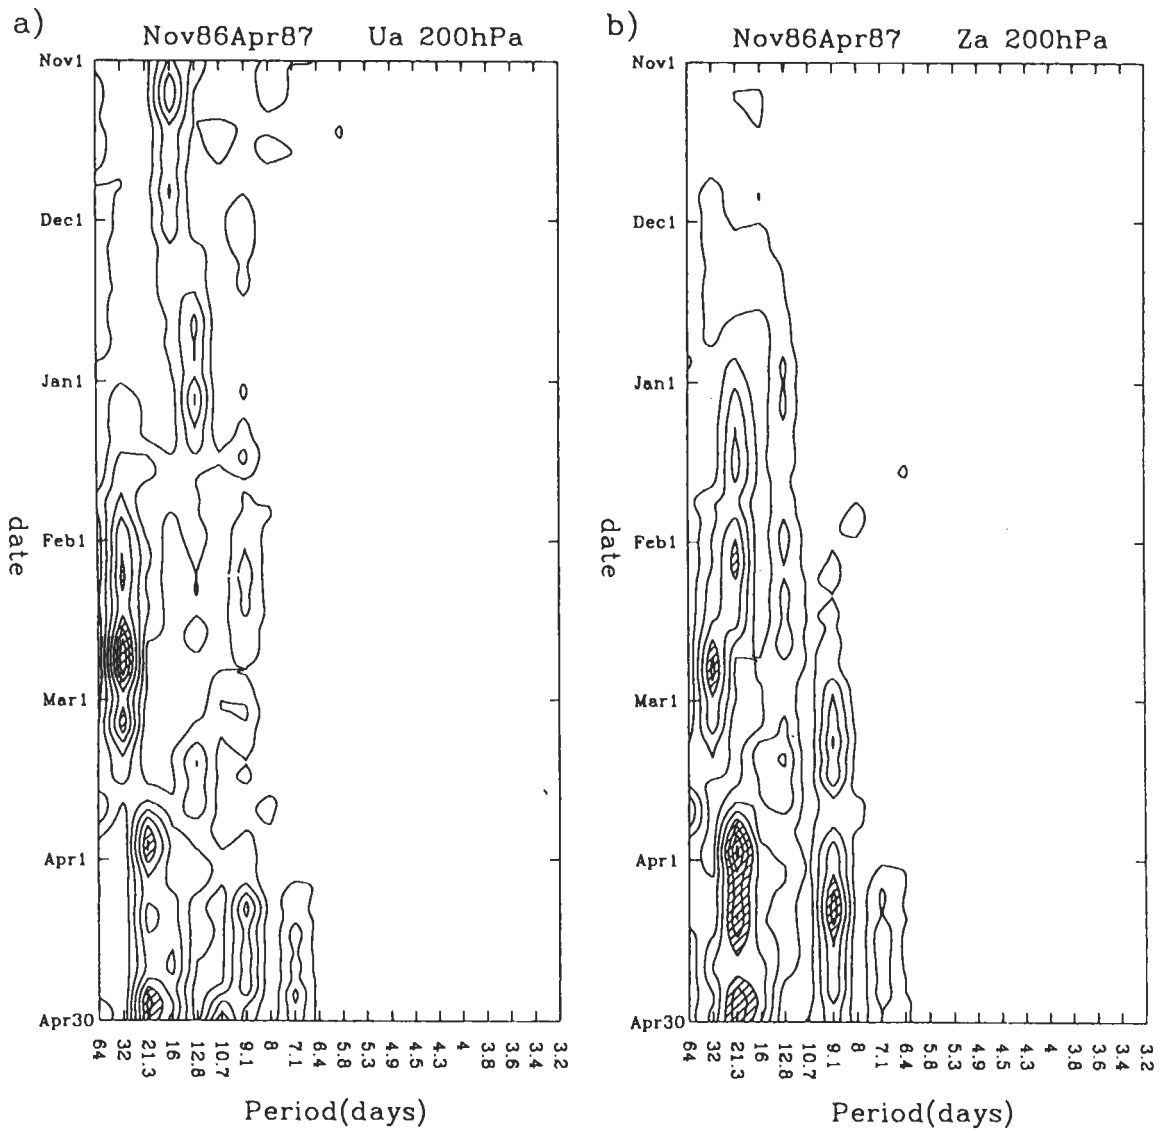 a)
Nov86Apr87 Ua 200hPa
Nov1
Dec1
Jan1
Feb1
Mar1
Apr1
Apr30
date
64 32 21.3 16 12.8 10.7 9.1 8 7.1 6.4 5.8 5.3 4.9 4.5 4.3 4 3.8 3.6 3.4 3.2
Period(days)
b)
Nov86Apr87 Za 200hPa
Nov1
Dec1
Jan1
Feb1
Mar1
Apr1
Apr30
date
64 32 21.3 16 12.8 10.7 9.1 8 7.1 6.4 5.8 5.3 4.9 4.5 4.3 4 3.8 3.6 3.4 3.2
Period(days)